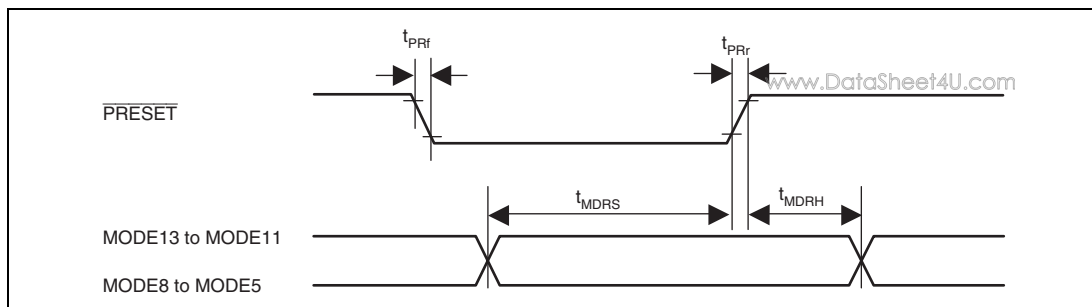 tPRf
tPRr
www.DataSheet4U.com
PRESET
tMDRS
tMDRH
MODE13 to MODE11
MODE8 to MODE5